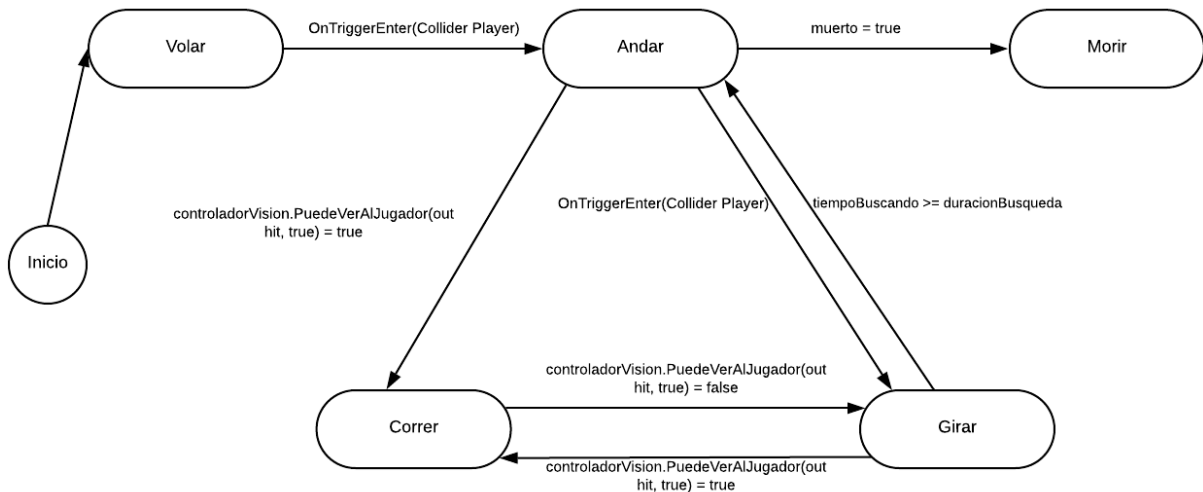 OnTriggerEnter(Collider Player)
muerto = true
Volar
Andar
Morir
controladorVision.PuedeVerAlJugador(out
hit, true) = true
OnTriggerEnter(Collider Player)
tiempoBuscando >= duracionBusqueda
Inicio
controladorVision.PuedeVerAlJugador(out
hit, true) = false
Correr
Girar
controladorVision.PuedeVerAlJugador(out
hit, true) = true